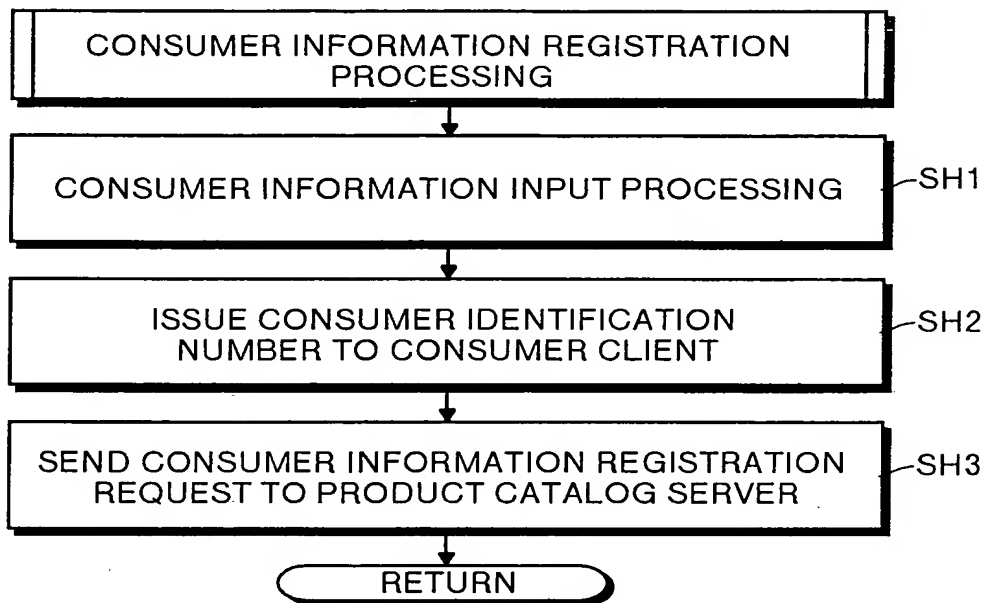 CONSUMER INFORMATION REGISTRATION
PROCESSING
CONSUMER INFORMATION INPUT PROCESSING
SH1
ISSUE CONSUMER IDENTIFICATION
NUMBER TO CONSUMER CLIENT
SH2
SEND CONSUMER INFORMATION REGISTRATION
REQUEST TO PRODUCT CATALOG SERVER
SH3
RETURN